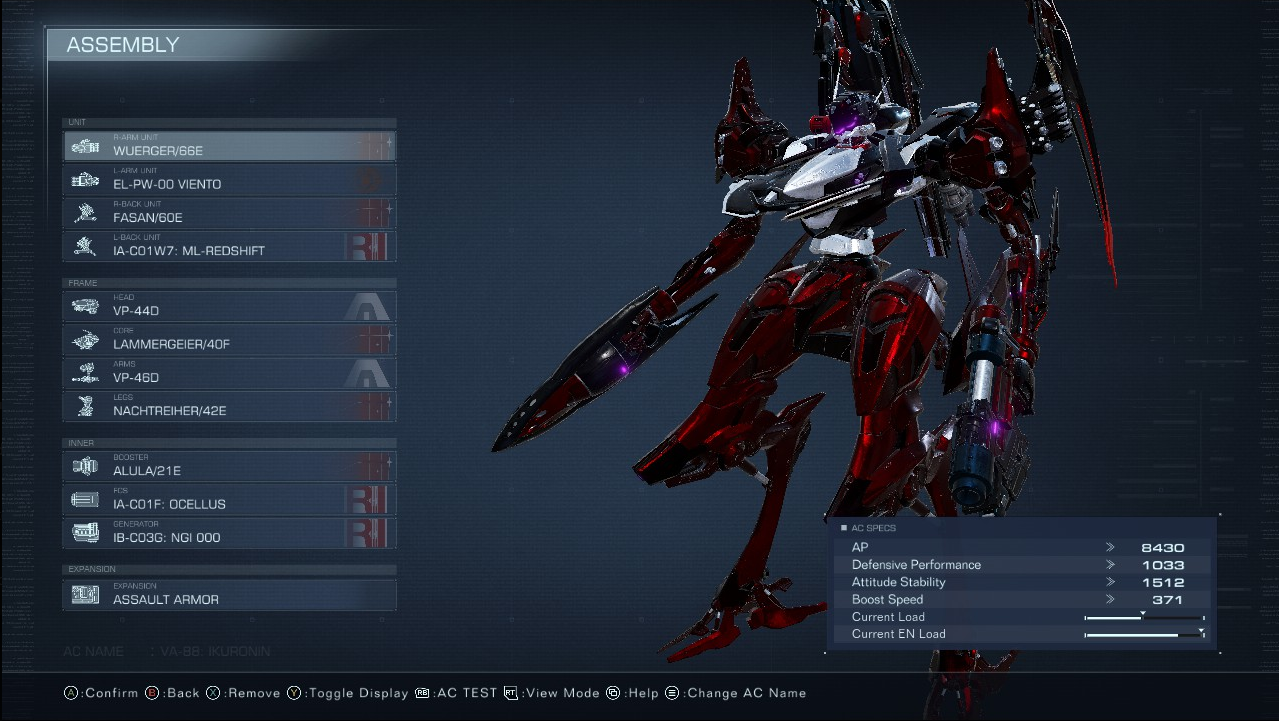 ASSEMBLY
UNIT
R-ARM UNIT
WUERGER/66E
L-ARM UNIT
EL-PW-00 VIENTO
R-BACK UNIT
FASAN/60E
L-BACK UNIT
IA-C01W7: ML-REDSHIFT
FRAME
HEAD
VP-44D
CORE
LAMMERGEIER/40F
ARMS
VP-46D
LEGS
NACHTREIHER/42E
INNER
BOOSTER
ALULA/21E
FCS
IA-C01F: OCELLUS
GENERATOR
IB-C03G: NGI 000
EXPANSION
EXPANSION
ASSAULT ARMOR
AC NAME : VA-88: IKURONIN
AC SPECS
AP 8430
Defensive Performance 1033
Attitude Stability 1512
Boost Speed 371
Current Load
Current EN Load
A:Confirm B:Back X:Remove Y:Toggle Display RB:AC TEST RT:View Mode :Help :Change AC Name